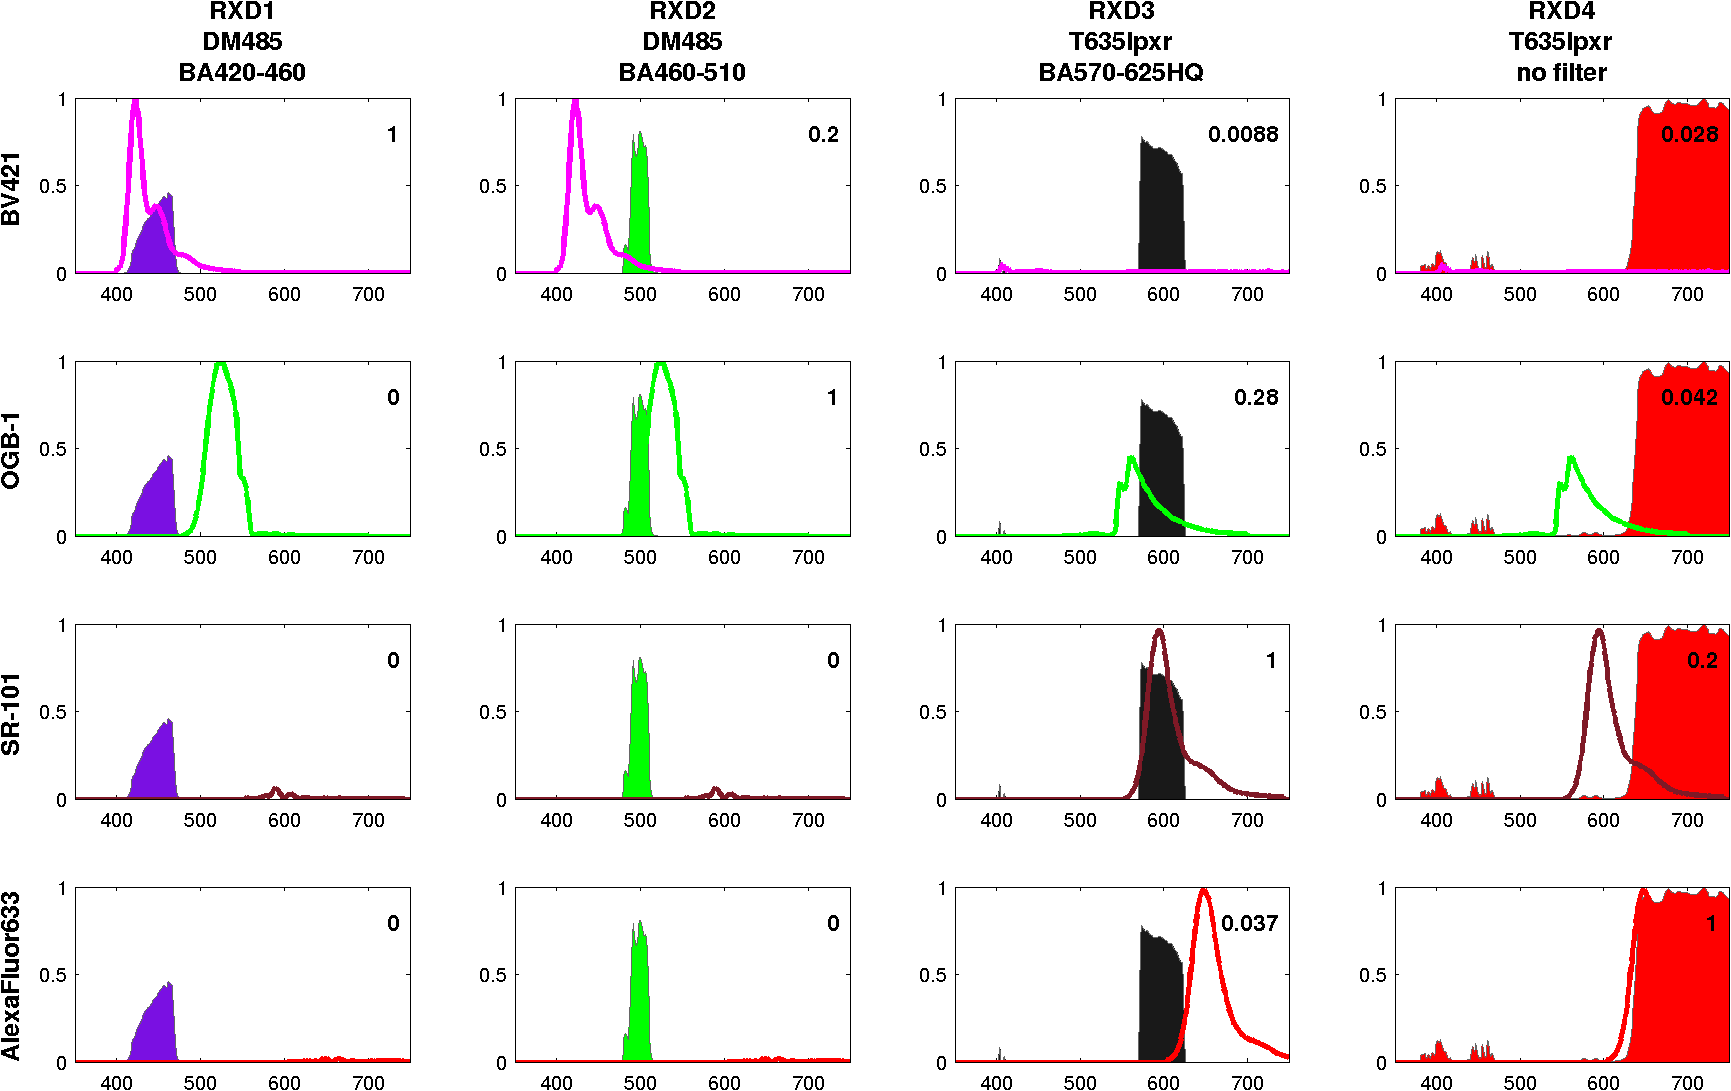 RXD1 RXD2 RXD3 RXD4
DM485 DM485 T635lpxr T635lpxr
BA420-460 BA460-510 BA570-625HQ no filter
BV421
1 1 1 1
1 0.2 0.0088 0.028
0.5 0.5 0.5 0.5
0 0 0 0
400 500 600 700 400 500 600 700 400 500 600 700 400 500 600 700
OGB-1
1 1 1 1
0 1 0.28 0.042
0.5 0.5 0.5 0.5
0 0 0 0
400 500 600 700 400 500 600 700 400 500 600 700 400 500 600 700
SR-101
1 1 1 1
0 0 1 0.2
0.5 0.5 0.5 0.5
0 0 0 0
400 500 600 700 400 500 600 700 400 500 600 700 400 500 600 700
AlexaFluor633
1 1 1 1
0 0 0.037 1
0.5 0.5 0.5 0.5
0 0 0 0
400 500 600 700 400 500 600 700 400 500 600 700 400 500 600 700